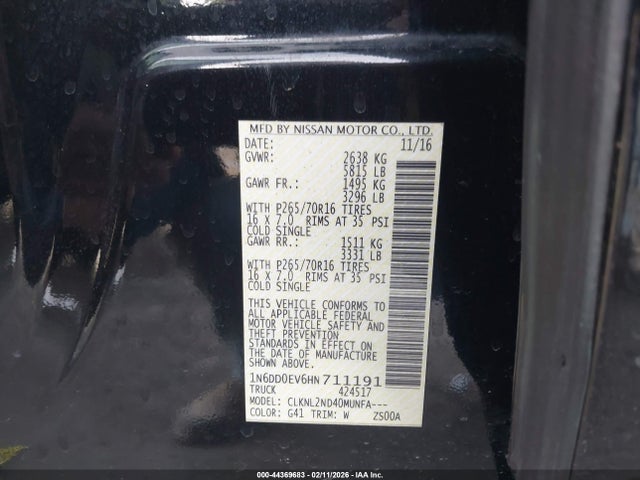 MFD BY NISSAN MOTOR CO., LTD.
DATE: 11/16
GVWR: 2638 KG
5815 LB
GAWR FR.: 1495 KG
3296 LB
WITH P265/70R16 TIRES
16 X 7.0 RIMS AT 35 PSI
COLD SINGLE
GAWR RR.: 1511 KG
3331 LB
WITH P265/70R16 TIRES
16 X 7.0 RIMS AT 35 PSI
COLD SINGLE
THIS VEHICLE CONFORMS TO
ALL APPLICABLE FEDERAL
MOTOR VEHICLE SAFETY AND
THEFT PREVENTION
STANDARDS IN EFFECT ON
THE DATE OF MANUFACTURE
SHOWN ABOVE.
1N6DD0EV6HN711191
TRUCK 424517
MODEL: CLKNL2ND40MUNFA---
COLOR: G41 TRIM: W ZS00A
000-44369683 - 02/11/2026 - IAAI.COM